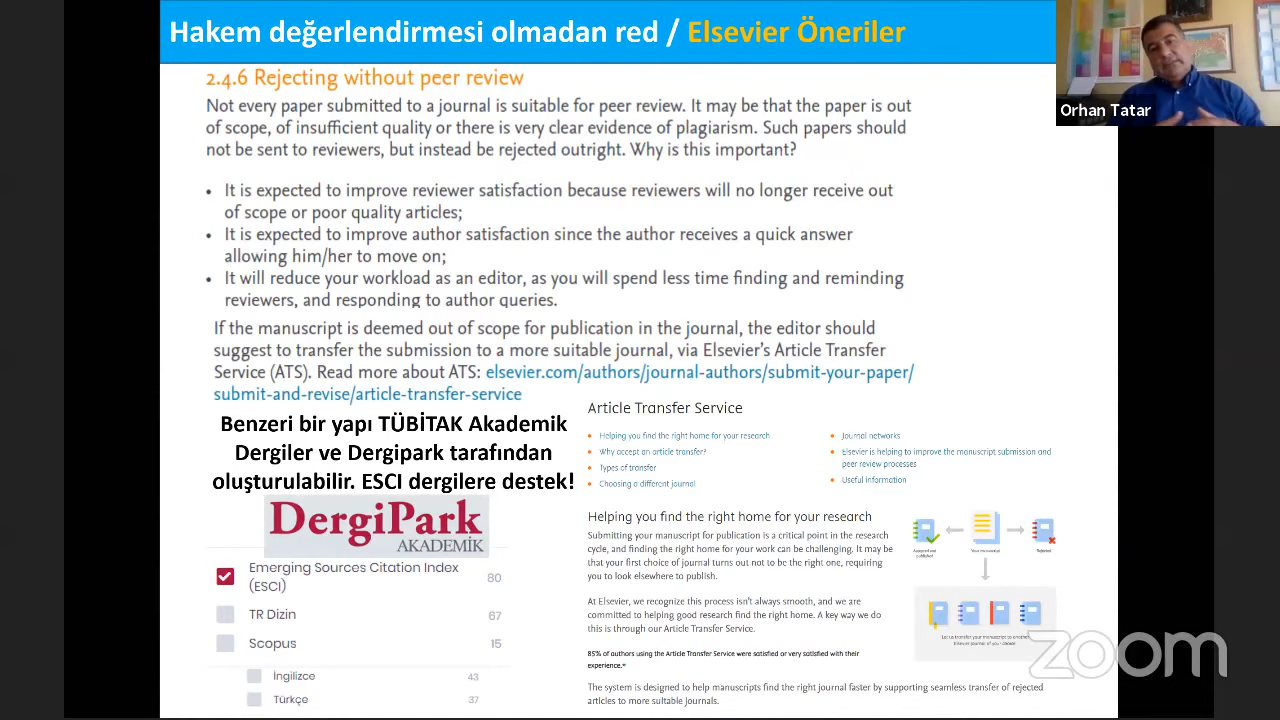 Hakem değerlendirmesi olmadan red / Elsevier Öneriler
Orhan Tatar
2.4.6 Rejecting without peer review
Not every paper submitted to a journal is suitable for peer review. It may be that the paper is out
of scope, of insufficient quality or there is very clear evidence of plagiarism. Such papers should
not be sent to reviewers, but instead be rejected outright. Why is this important?
• It is expected to improve reviewer satisfaction because reviewers will no longer receive out
of scope or poor quality articles;
• It is expected to improve author satisfaction since the author receives a quick answer
allowing him/her to move on;
• It will reduce your workload as an editor, as you will spend less time finding and reminding
reviewers, and responding to author queries.
If the manuscript is deemed out of scope for publication in the journal, the editor should
suggest to transfer the submission to a more suitable journal, via Elsevier's Article Transfer
Service (ATS). Read more about ATS: elsevier.com/authors/journal-authors/submit-your-paper/
submit-and-revise/article-transfer-service
Benzeri bir yapı TÜBİTAK Akademik
Dergiler ve Dergipark tarafından
oluşturulabilir. ESCI dergilere destek!
DergiPark
AKADEMİK
Emerging Sources Citation Index
(ESCI) 80
TR Dizin 67
Scopus 15
İngilizce 43
Türkçe 37
Article Transfer Service
• Helping you find the right home for your research
• Why accept an article transfer?
• Types of transfer
• Choosing a different journal
• Journal networks
• Elsevier is helping to improve the manuscript submission and
peer review processes
• Useful information
Helping you find the right home for your research
Submitting your manuscript for publication is a critical point in the research
cycle, and finding the right home for your work can be challenging. It may be
that your first choice of journal turns out not to be the right one, requiring
you to look elsewhere to publish.
At Elsevier, we recognize this process isn't always smooth, and we are
committed to helping good research find the right home. A key way we do
this is through our Article Transfer Service.
85% of authors using the Article Transfer Service were satisfied or very satisfied with their
experience.*
The system is designed to help manuscripts find the right journal faster by supporting seamless transfer of rejected
articles to more suitable journals.
Accepted and
published
Your manuscript
Rejected
Let us transfer your manuscript to another
Elsevier journal of your choice
zoom